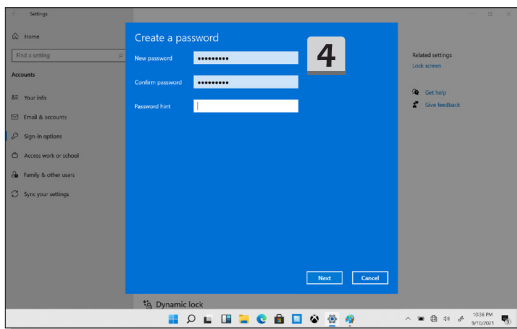 Settings
Home
Find a setting
Accounts
Your info
Email & accounts
Sign-in options
Access work or school
Family & other users
Sync your settings
Create a password
4
New password •••••••••
Confirm password •••••••••
Password hint
Next Cancel
Related settings
Lock screen
Get help
Give feedback
Dynamic lock
10:36 PM